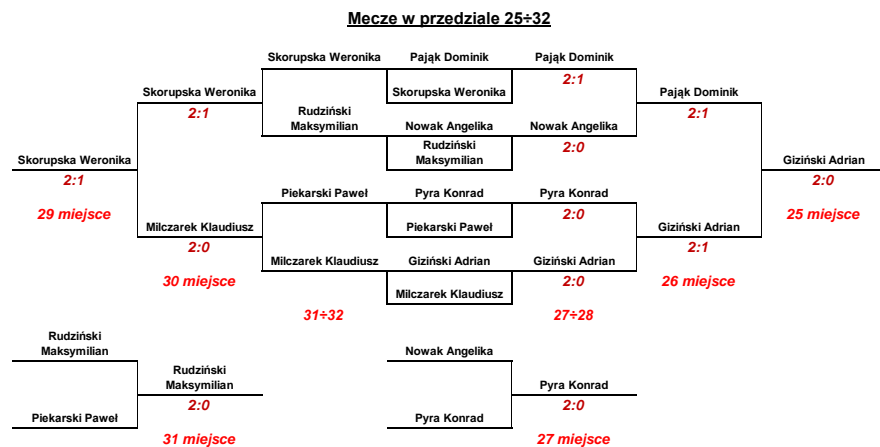 Mecze w przedziale 25÷32
Skorupska Weronika Pająk Dominik Pająk Dominik
2:1
Skorupska Weronika Skorupska Weronika Pająk Dominik
2:1 2:1
Rudziński
Maksymilian Nowak Angelika Nowak Angelika
Rudziński
Maksymilian 2:0
Skorupska Weronika Giziński Adrian
2:1 2:0
Piekarski Paweł Pyra Konrad Pyra Konrad
2:0
29 miejsce 25 miejsce
Milczarek Klaudiusz Piekarski Paweł Giziński Adrian
2:0 2:1
Milczarek Klaudiusz Giziński Adrian Giziński Adrian
30 miejsce 2:0 26 miejsce
Milczarek Klaudiusz
31÷32 27÷28
Rudziński
Maksymilian Nowak Angelika
Rudziński
Maksymilian Pyra Konrad
2:0 2:0
Piekarski Paweł Pyra Konrad
31 miejsce 27 miejsce